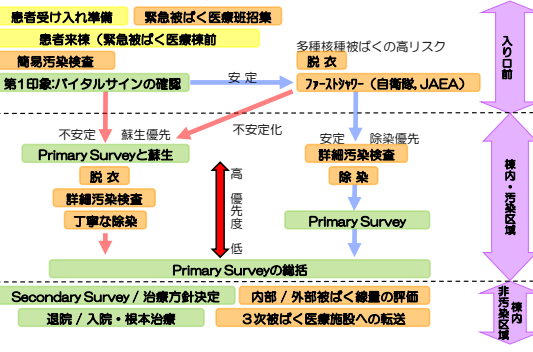 患者受け入れ準備
緊急被ばく医療班招集
患者来棟（緊急被ばく医療棟前
多種核種被ばくの高リスク
簡易汚染検査
脱 衣
第1印象:バイタルサインの確認
安 定
ファーストシャワー（自衛隊, JAEA）
入り口前
不安定 蘇生優先
不安定化
安定 除染優先
Primary Surveyと蘇生
詳細汚染検査
脱 衣
除 染
詳細汚染検査
丁寧な除染
高 優先度 低
Primary Survey
棟内・汚染区域
Primary Surveyの総括
Secondary Survey / 治療方針決定
内部 / 外部被ばく線量の評価
退院 / 入院・根本治療
３次被ばく医療施設への転送
棟内
非汚染区域